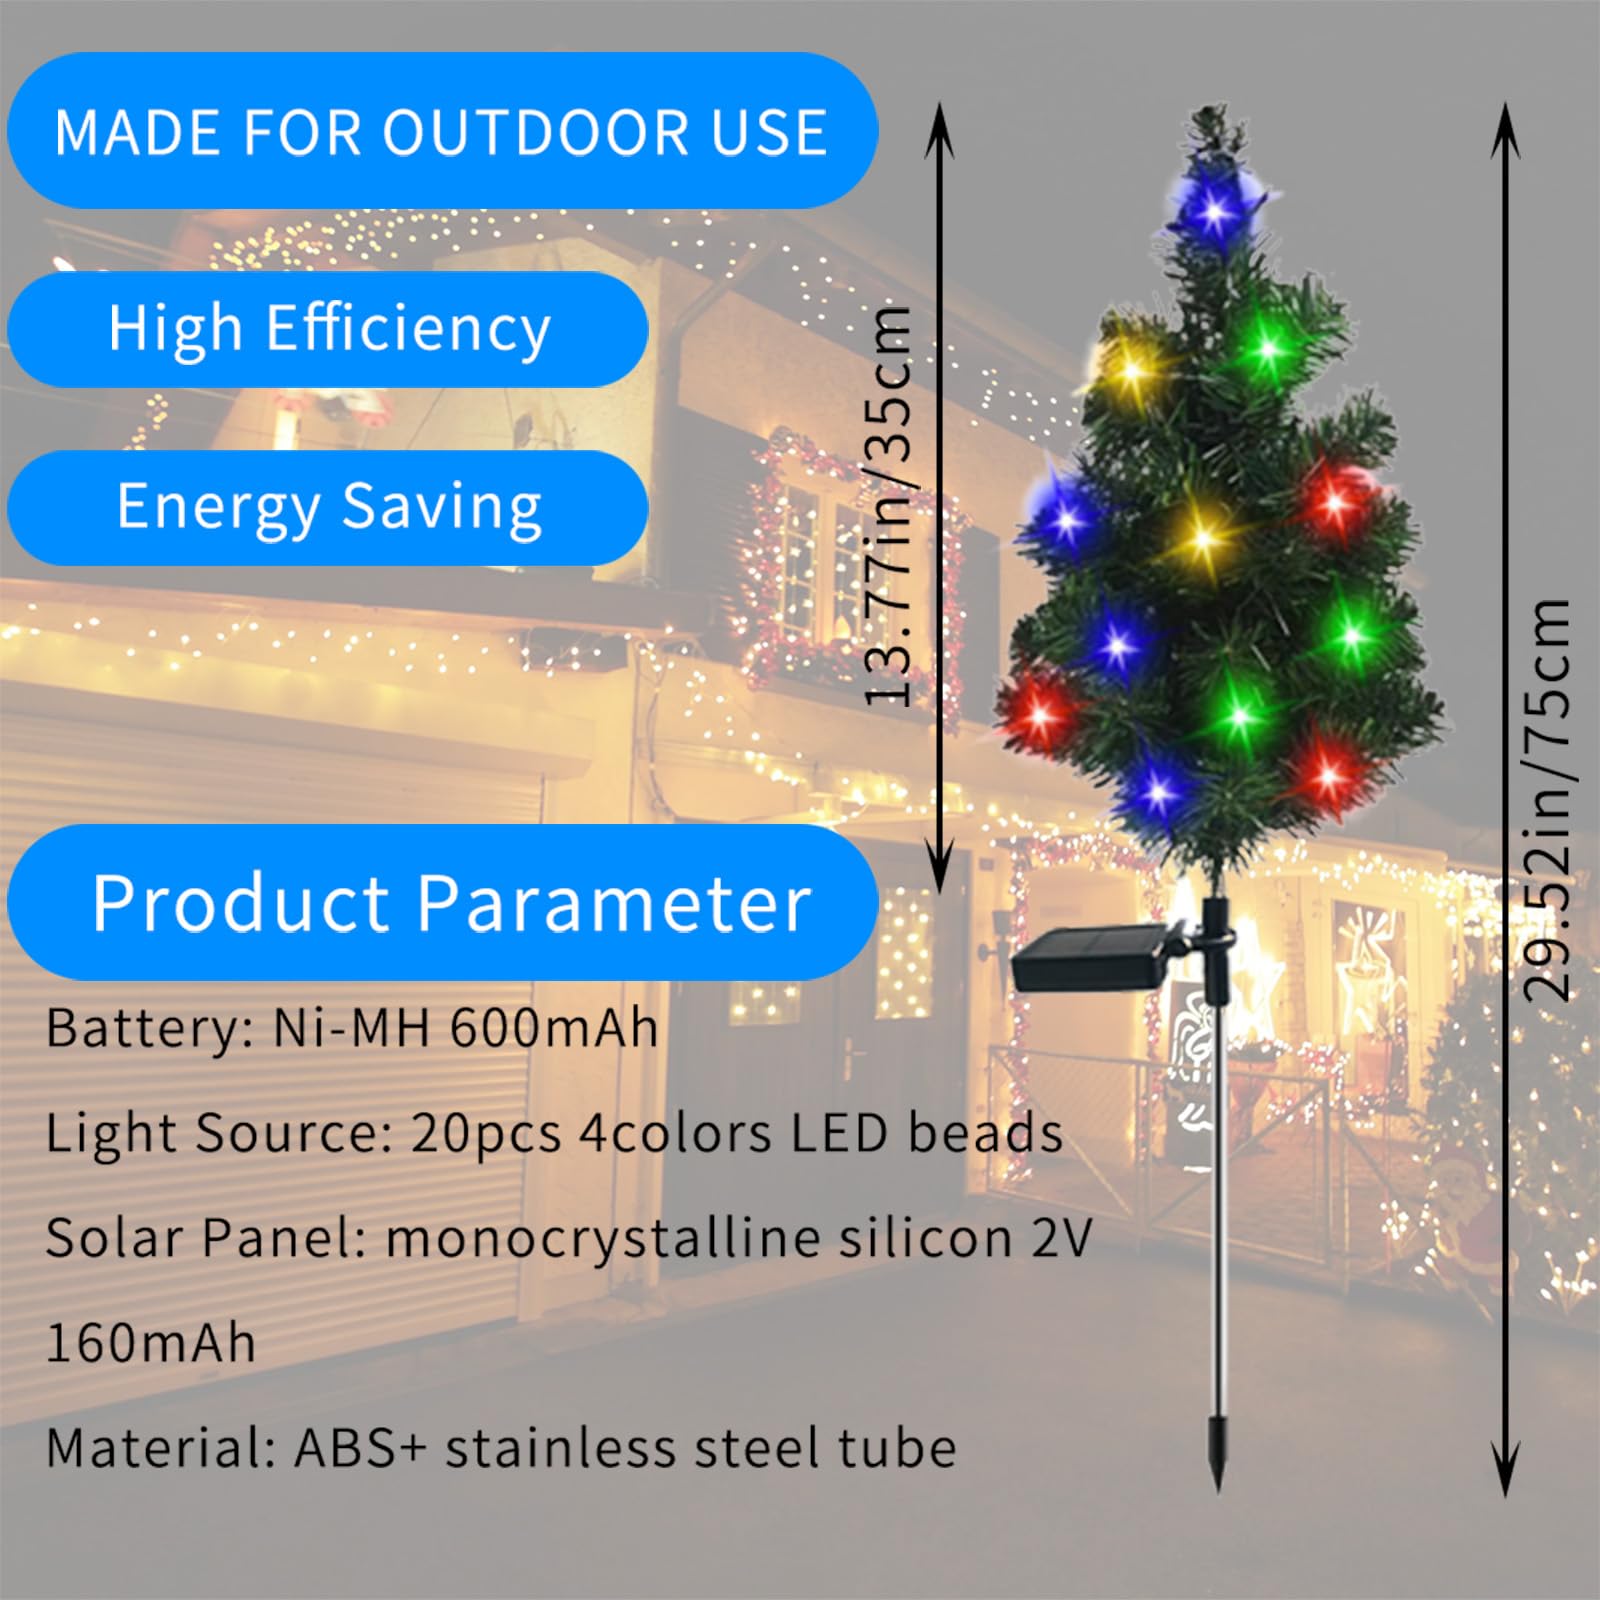 MADE FOR OUTDOOR USE
High Efficiency
Energy Saving
13.77in/35cm
29.52in/75cm
Product Parameter
Battery: Ni-MH 600mAh
Light Source: 20pcs 4colors LED beads
Solar Panel: monocrystalline silicon 2V
160mAh
Material: ABS+ stainless steel tube